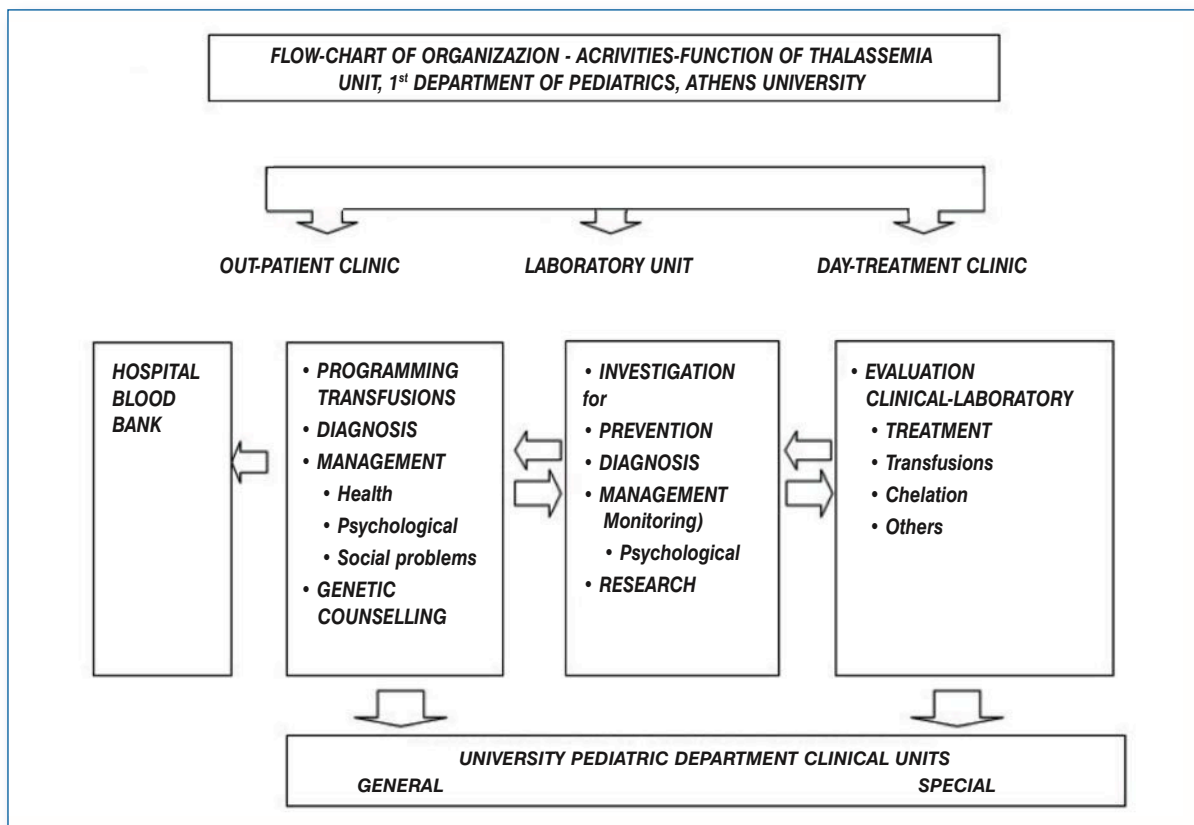 FLOW-CHART OF ORGANIZAZION - ACRIVITIES-FUNCTION OF THALASSEMIA
UNIT, 1st DEPARTMENT OF PEDIATRICS, ATHENS UNIVERSITY
OUT-PATIENT CLINIC
LABORATORY UNIT
DAY-TREATMENT CLINIC
HOSPITAL
BLOOD
BANK
• PROGRAMMING
TRANSFUSIONS
• DIAGNOSIS
• MANAGEMENT
• Health
• Psychological
• Social problems
• GENETIC
COUNSELLING
• INVESTIGATION
for
• PREVENTION
• DIAGNOSIS
• MANAGEMENT
Monitoring)
• Psychological
• RESEARCH
• EVALUATION
CLINICAL-LABORATORY
• TREATMENT
• Transfusions
• Chelation
• Others
UNIVERSITY PEDIATRIC DEPARTMENT CLINICAL UNITS
GENERAL SPECIAL